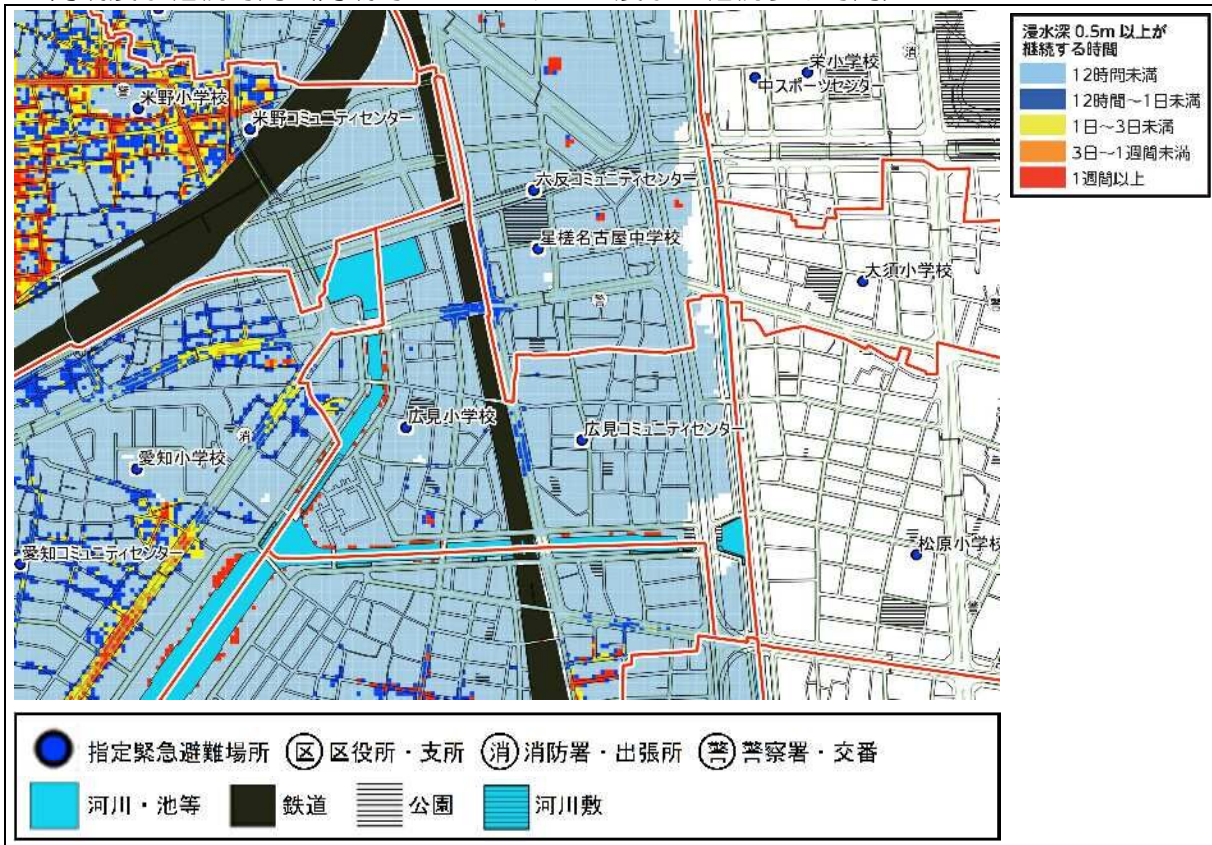 浸水深 0.5m 以上が
継続する時間
12時間未満
12時間～1日未満
1日～3日未満
3日～1週間未満
1週間以上
栄小学校
消
中スポーツセンター
警
米野小学校
米野コミュニティセンター
六反コミュニティセンター
星槎名古屋中学校
大須小学校
警
警
広見小学校
広見コミュニティセンター
消
愛知小学校
愛知コミュニティセンター
松原小学校
警
指定緊急避難場所 区 区役所・支所 消 消防署・出張所 警 警察署・交番
河川・池等 鉄道 公園 河川敷